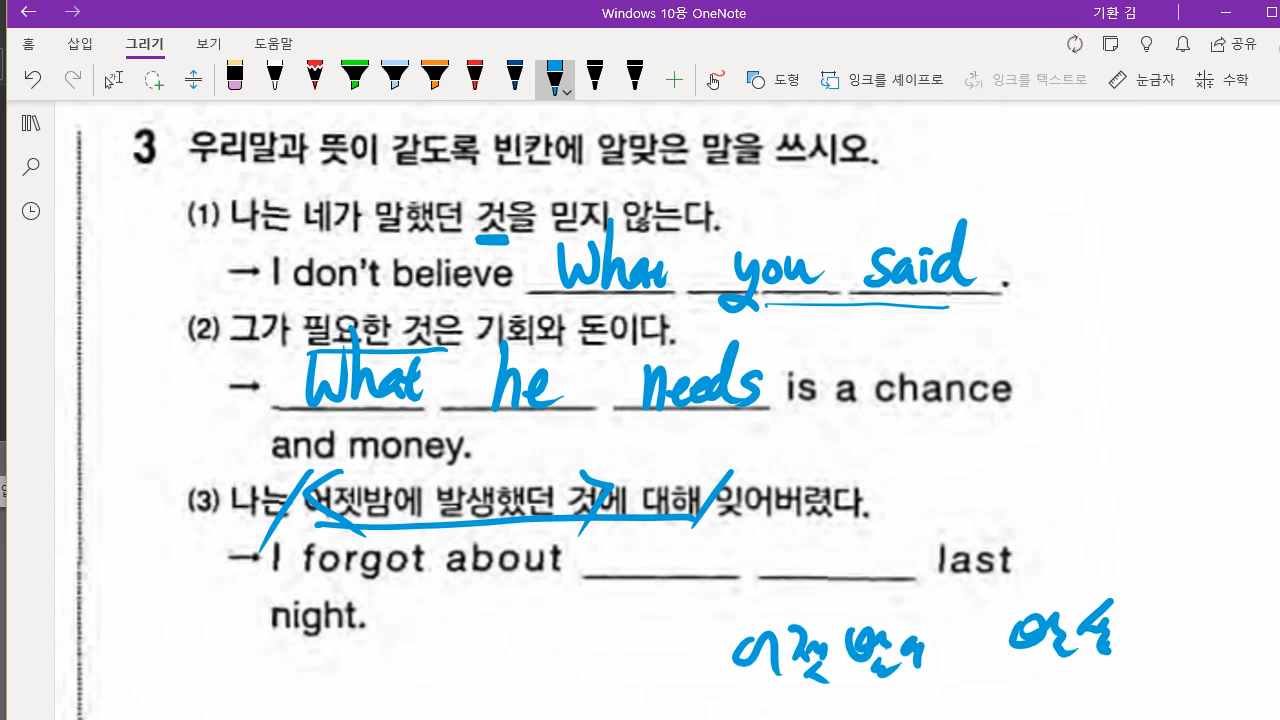 Windows 10용 OneNote
기환 김
홈 삽입 그리기 보기 도움말
공유
도형 잉크를 셰이프로 잉크를 텍스트로 눈금자 수학
3 우리말과 뜻이 같도록 빈칸에 알맞은 말을 쓰시오.
(1) 나는 네가 말했던 것을 믿지 않는다.
→ I don't believe what you said.
(2) 그가 필요한 것은 기회와 돈이다.
→ What he needs is a chance
and money.
(3) 나는 어젯밤에 발생했던 것에 대해 잊어버렸다.
→ I forgot about last
night.